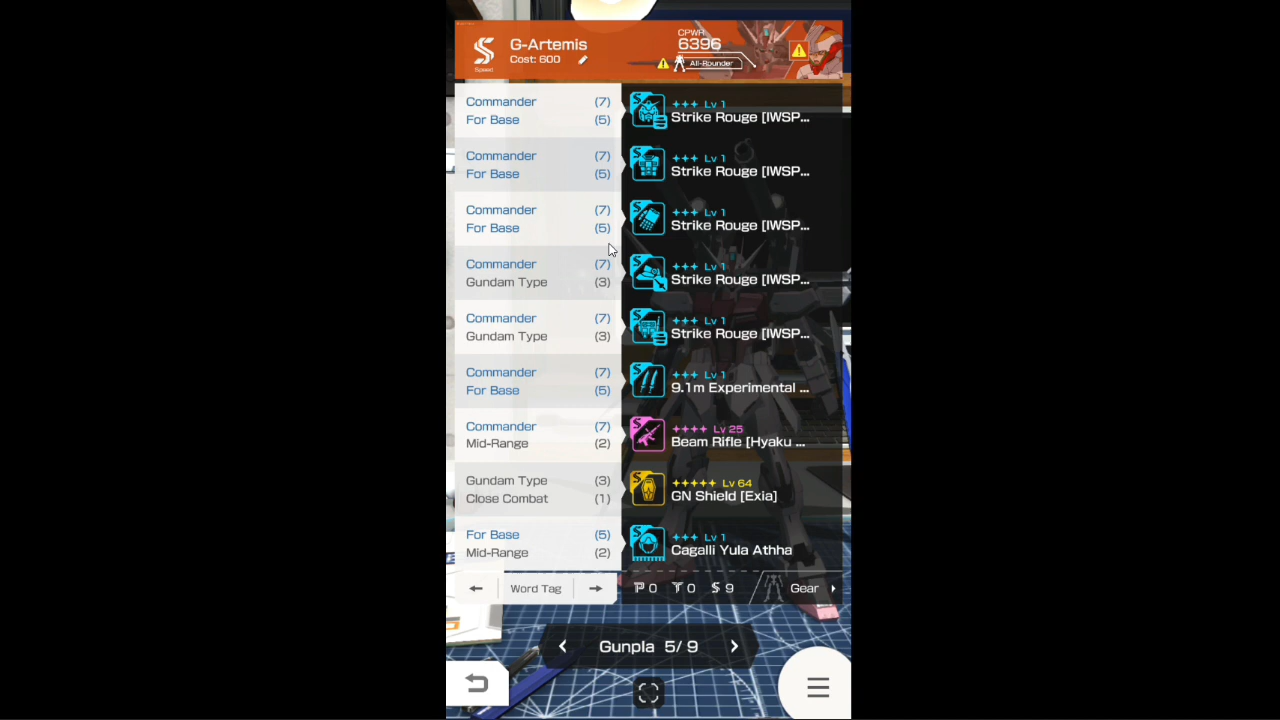 G-Artemis
Cost: 600
Speed
CPWR
6396
All-Rounder
Commander (7)
For Base (5)
Lv 1
Strike Rouge [IWSP...
Commander (7)
For Base (5)
Lv 1
Strike Rouge [IWSP...
Commander (7)
For Base (5)
Lv 1
Strike Rouge [IWSP...
Commander (7)
Gundam Type (3)
Lv 1
Strike Rouge [IWSP...
Commander (7)
Gundam Type (3)
Lv 1
Strike Rouge [IWSP...
Commander (7)
For Base (5)
Lv 1
9.1m Experimental ...
Commander (7)
Mid-Range (2)
Lv 25
Beam Rifle [Hyaku ...
Gundam Type (3)
Close Combat (1)
Lv 64
GN Shield [Exia]
For Base (5)
Mid-Range (2)
Lv 1
Cagalli Yula Athha
Word Tag
P 0 T 0 S 9
Gear
Gunpla 5/ 9